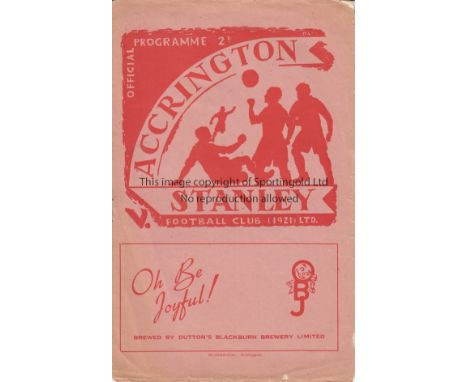 OFFICIAL
PROGRAMME 2D
ACCRINGTON
This image copyright of Sportingold Ltd
STANLEY
No reproduction allowed
V.
FOOTBALL CLUB (1921) LTD.
Oh Be
Joyful!
OBJ
BREWED BY DUTTON'S BLACKBURN BREWERY LIMITED